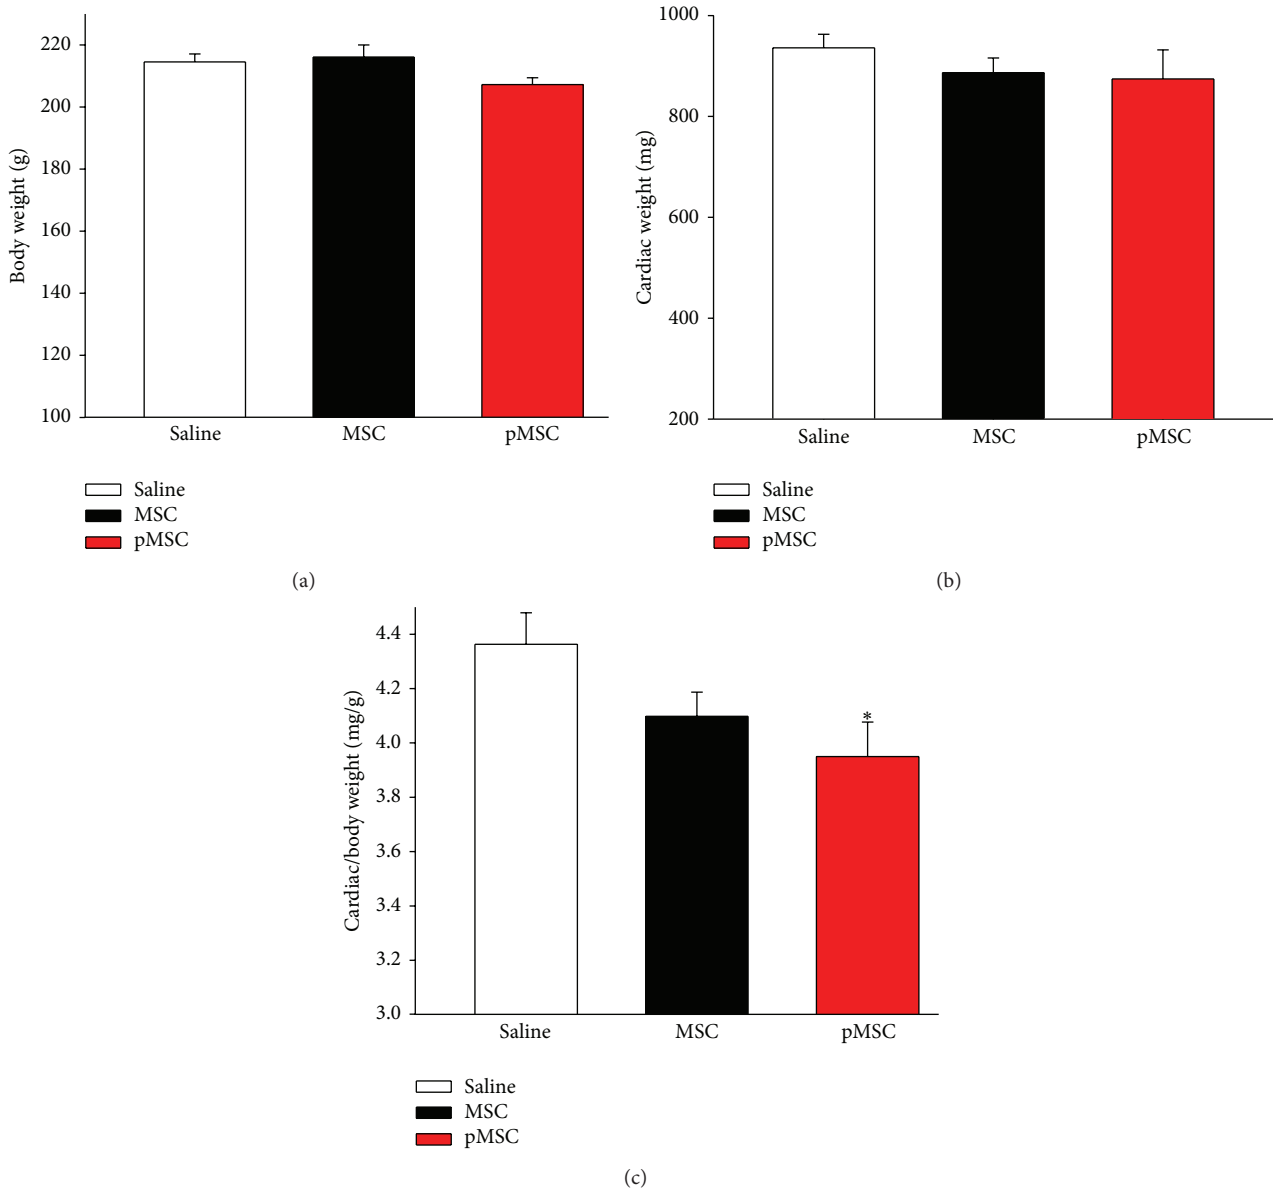 220
200
180
160
140
120
100
Body weight (g)
Saline MSC pMSC
Saline
MSC
pMSC
(a)
1000
800
600
400
200
Cardiac weight (mg)
Saline MSC pMSC
Saline
MSC
pMSC
(b)
4.4
4.2
4.0
3.8
3.6
3.4
3.2
3.0
Cardiac/body weight (mg/g)
*
Saline MSC pMSC
Saline
MSC
pMSC
(c)